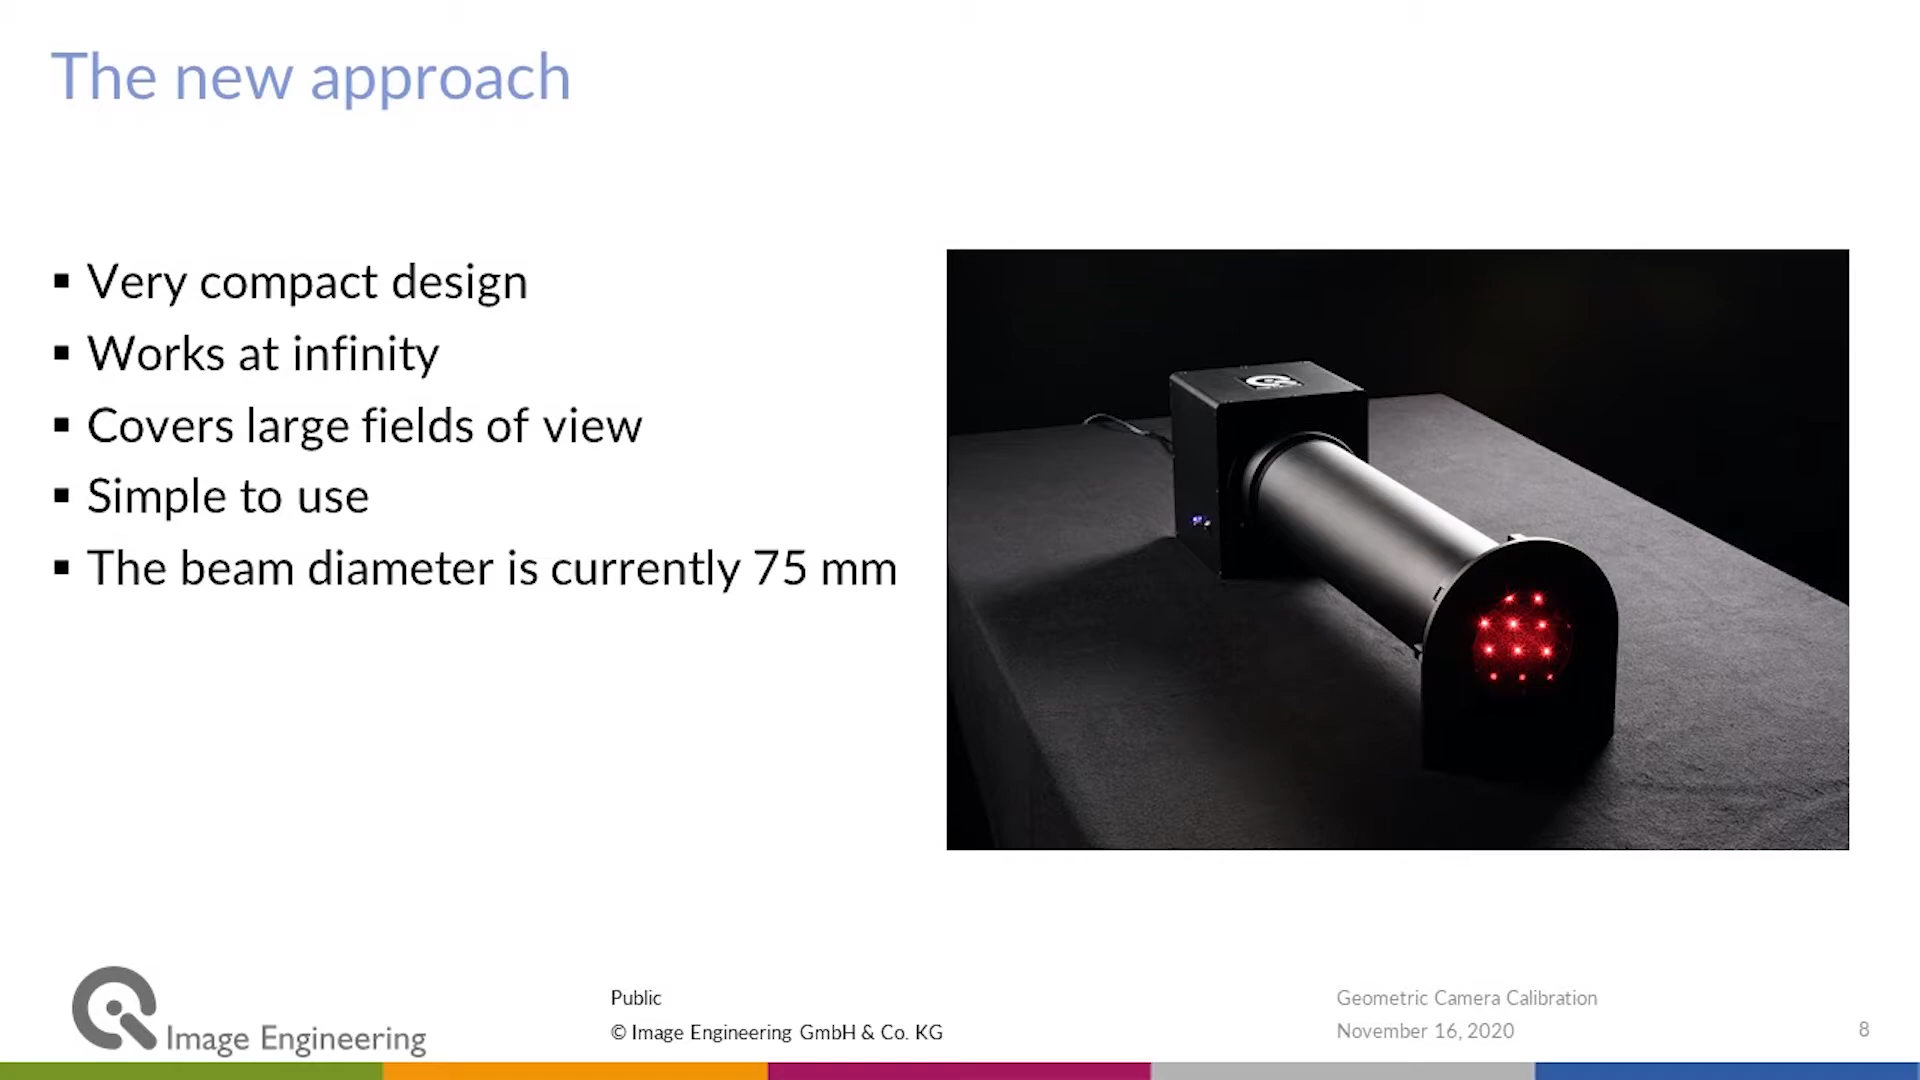 The new approach
▪ Very compact design
▪ Works at infinity
▪ Covers large fields of view
▪ Simple to use
▪ The beam diameter is currently 75 mm
Image Engineering
Public
© Image Engineering GmbH & Co. KG
Geometric Camera Calibration
November 16, 2020
8